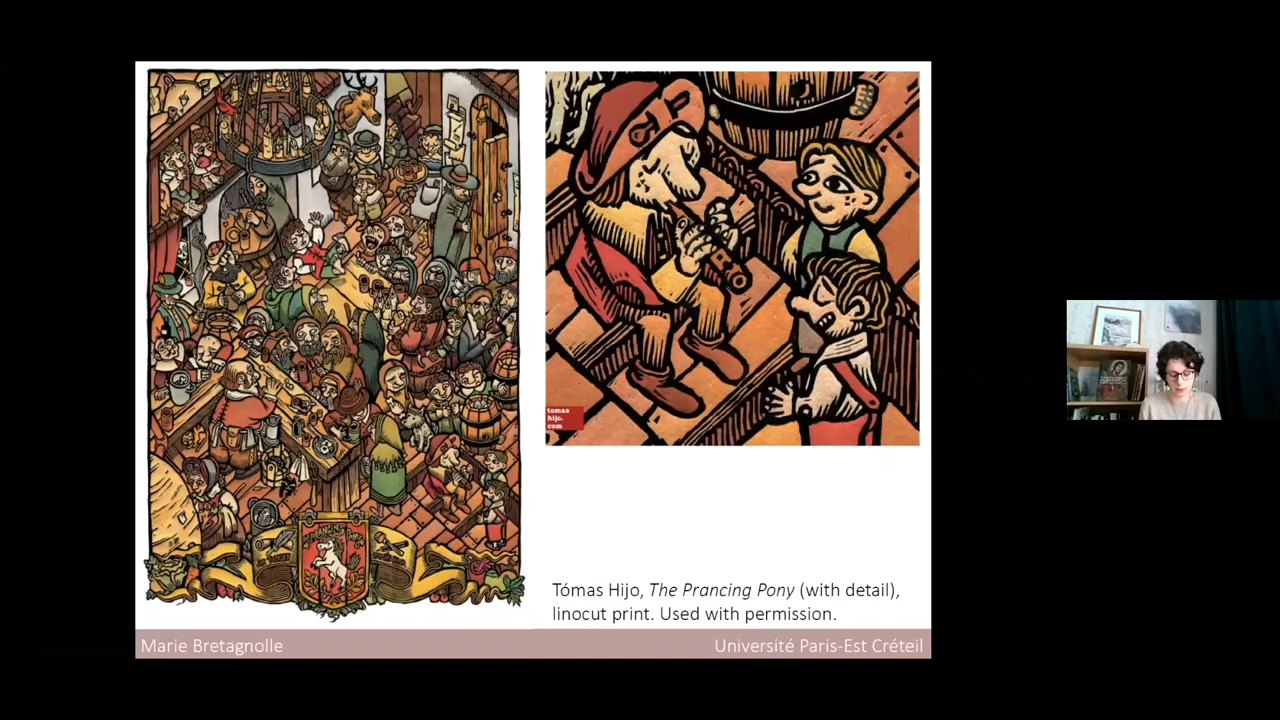 tomas
hijo.
com
Tómas Hijo, The Prancing Pony (with detail),
linocut print. Used with permission.
Marie Bretagnolle
Université Paris-Est Créteil